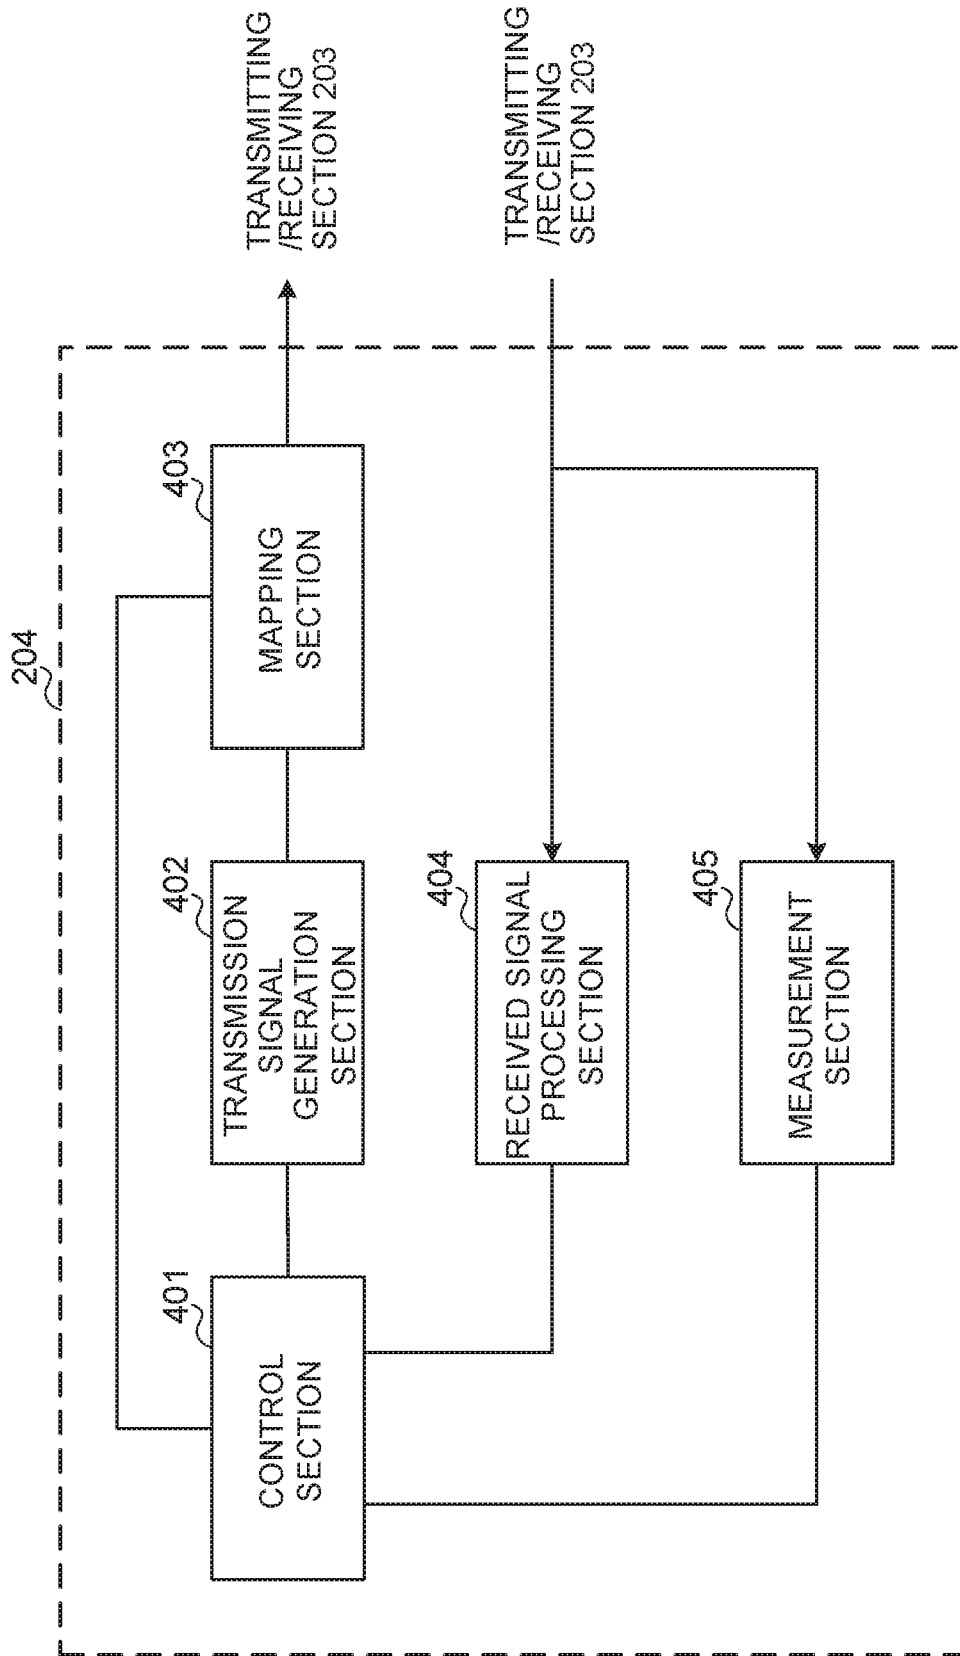 204
401
CONTROL
SECTION
402
TRANSMISSION
SIGNAL
GENERATION
SECTION
403
MAPPING
SECTION
TRANSMITTING
/RECEIVING
SECTION 203
404
RECEIVED SIGNAL
PROCESSING
SECTION
TRANSMITTING
/RECEIVING
SECTION 203
405
MEASUREMENT
SECTION